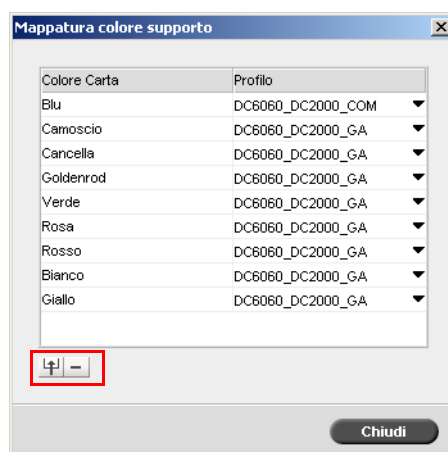 Mappatura colore supporto
Colore Carta Profilo
Blu DC6060_DC2000_COM
Camoscio DC6060_DC2000_GA
Cancella DC6060_DC2000_GA
Goldenrod DC6060_DC2000_GA
Verde DC6060_DC2000_GA
Rosa DC6060_DC2000_GA
Rosso DC6060_DC2000_GA
Bianco DC6060_DC2000_GA
Giallo DC6060_DC2000_GA
Chiudi